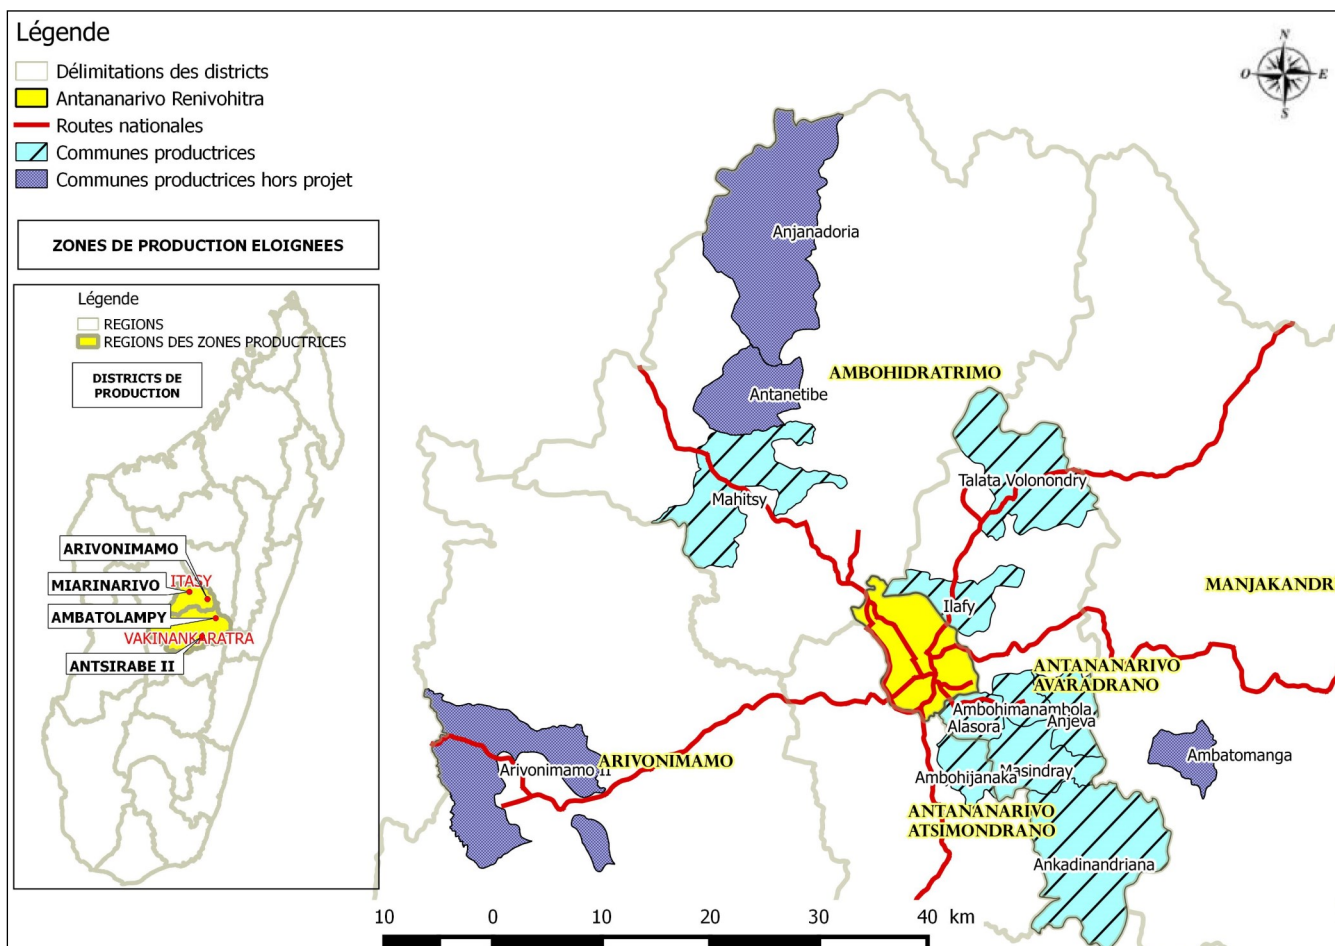 Légende
Délimitations des districts
Antananarivo Renivohitra
Routes nationales
Communes productrices
Communes productrices hors projet
ZONES DE PRODUCTION ELOIGNEES
Légende
REGIONS
REGIONS DES ZONES PRODUCTRICES
DISTRICTS DE
PRODUCTION
ARIVONIMAMO
MIARINARIVO
ITASY
AMBATOLAMPY
VAKINANKARATRA
ANTSIRABE II
N
O
E
S
Anjanadoria
AMBOHIDRATRIMO
Antanetibe
Talata Volonondry
Mahitsy
MANJAKANDR
Ilafy
ANTANANARIVO
AVARADRANO
Ambohimanambola
Alasora
Anjeva
Ambatomanga
Arivonimamo II
ARIVONIMAMO
Ambohijanaka
Masindray
ANTANANARIVO
ATSIMONDRANO
Ankadinandriana
10 0 10 20 30 40 km